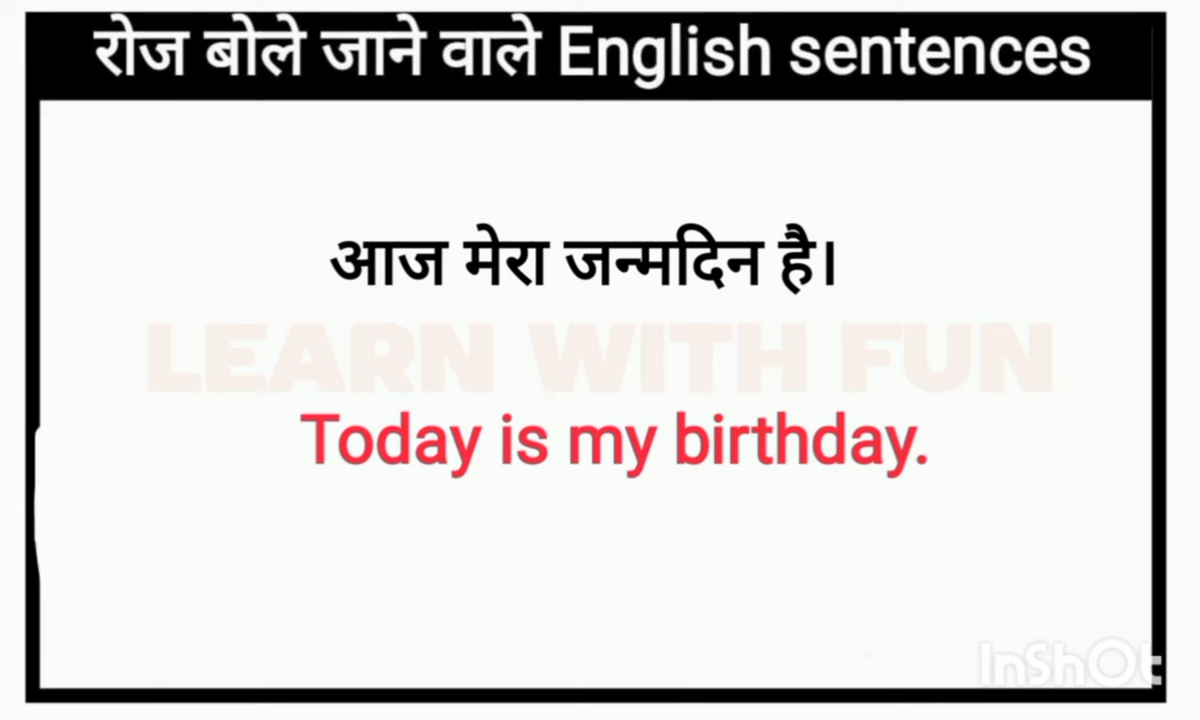 रोज बोले जाने वाले English sentences
आज मेरा जन्मदिन है।
LEARN WITH FUN
Today is my birthday.
InShOt